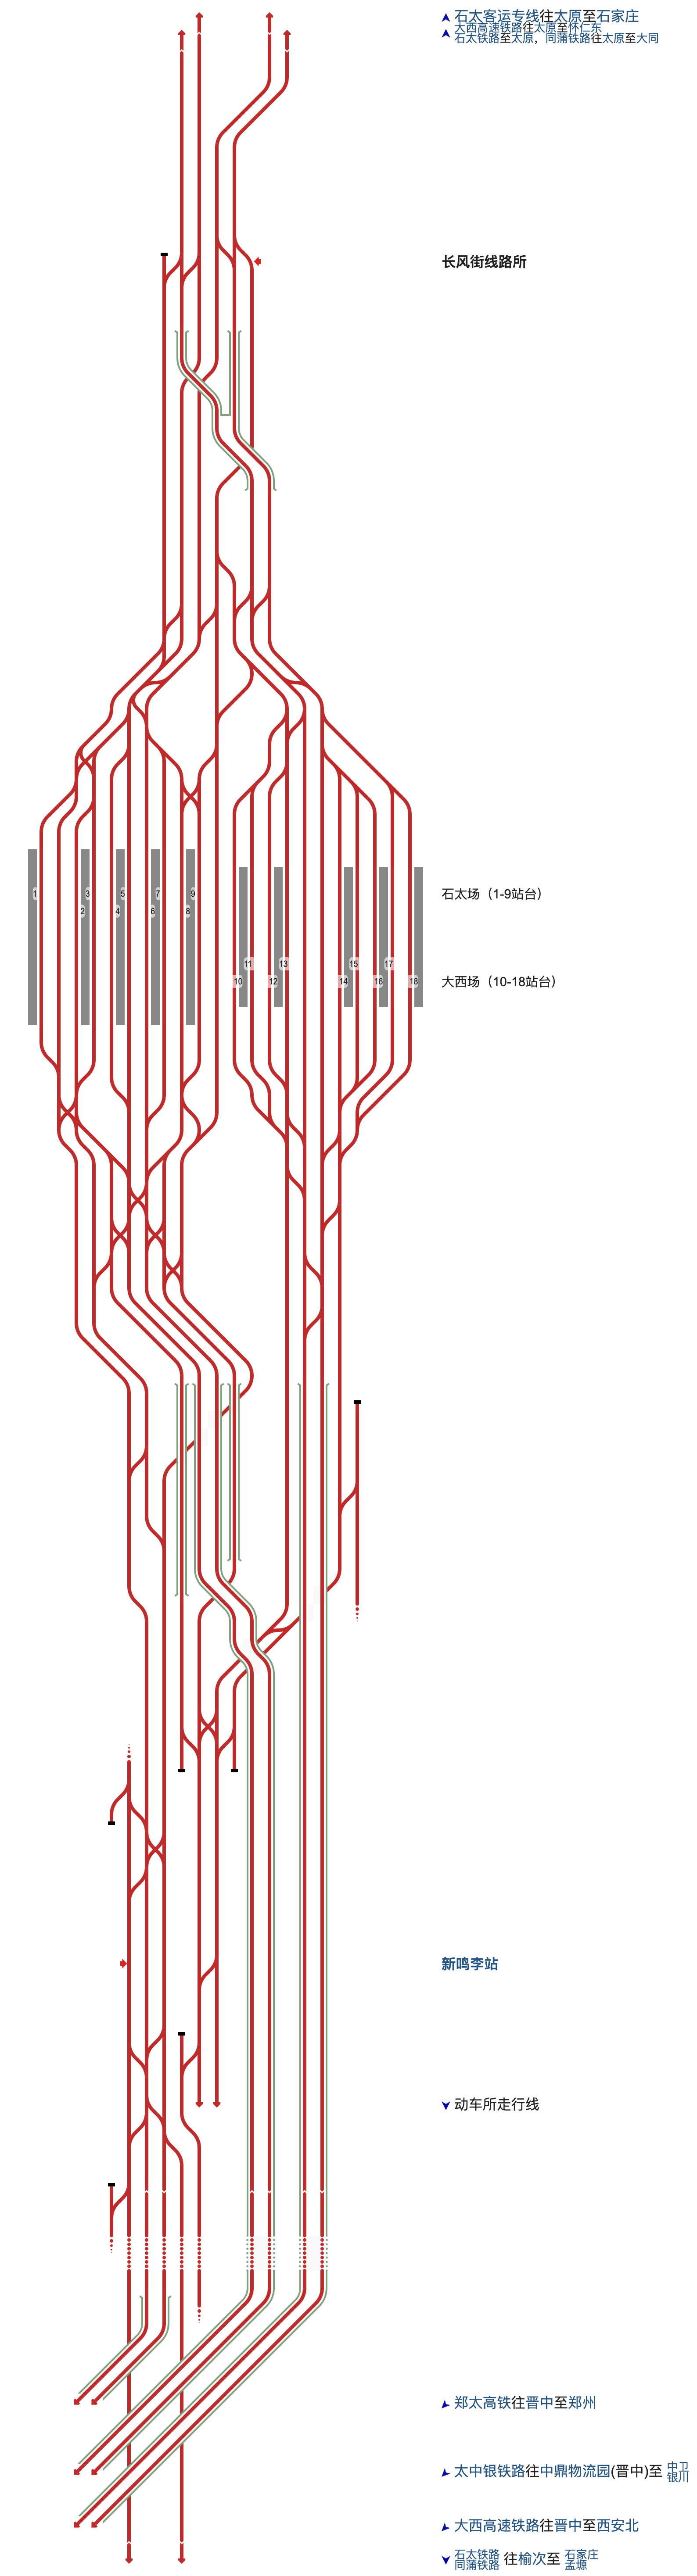 石太客运专线往太原至石家庄
大西高速铁路往太原至怀仁东
石太铁路至太原，同蒲铁路往太原至大同
长风街线路所
1 3 5 7 9
石太场（1-9站台）
2 4 6 8
11 13 15 17
10 12 14 16 18
大西场（10-18站台）
新鸣李站
动车所走行线
郑太高铁往晋中至郑州
太中银铁路往中鼎物流园(晋中)至 中卫
银川
大西高速铁路往晋中至西安北
石太铁路 往榆次至 石家庄
同蒲铁路 孟塬